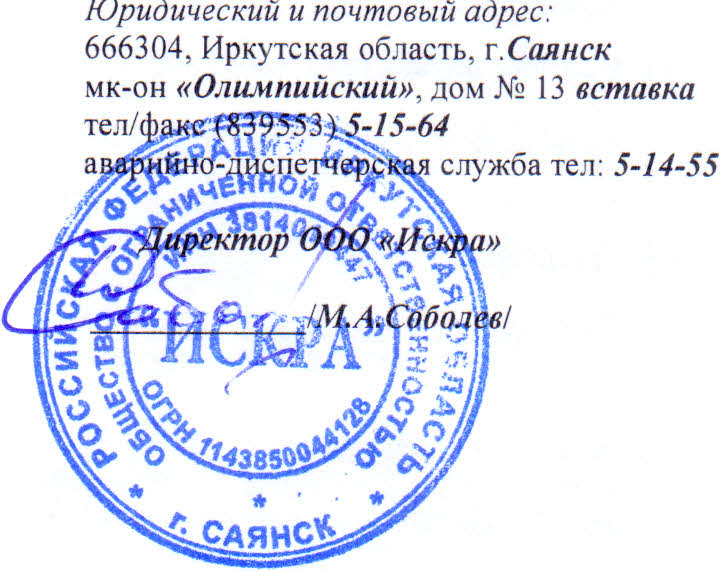 Юридический и почтовый адрес:
666304, Иркутская область, г.Саянск
мк-он «Олимпийский», дом № 13 вставка
тел/факс (839553) 5-15-64
аварийно-диспетчерская служба тел: 5-14-55
Директор ООО «Искра»
/М.А.Соболев/
РОССИЙСКАЯ ФЕДЕРАЦИЯ ИРКУТСКАЯ ОБЛАСТЬ
ОБЩЕСТВО С ОГРАНИЧЕННОЙ ОТВЕТСТВЕННОСТЬЮ
ИНН
"ИСКРА"
ОГРН 1143850044128
* г. САЯНСК *